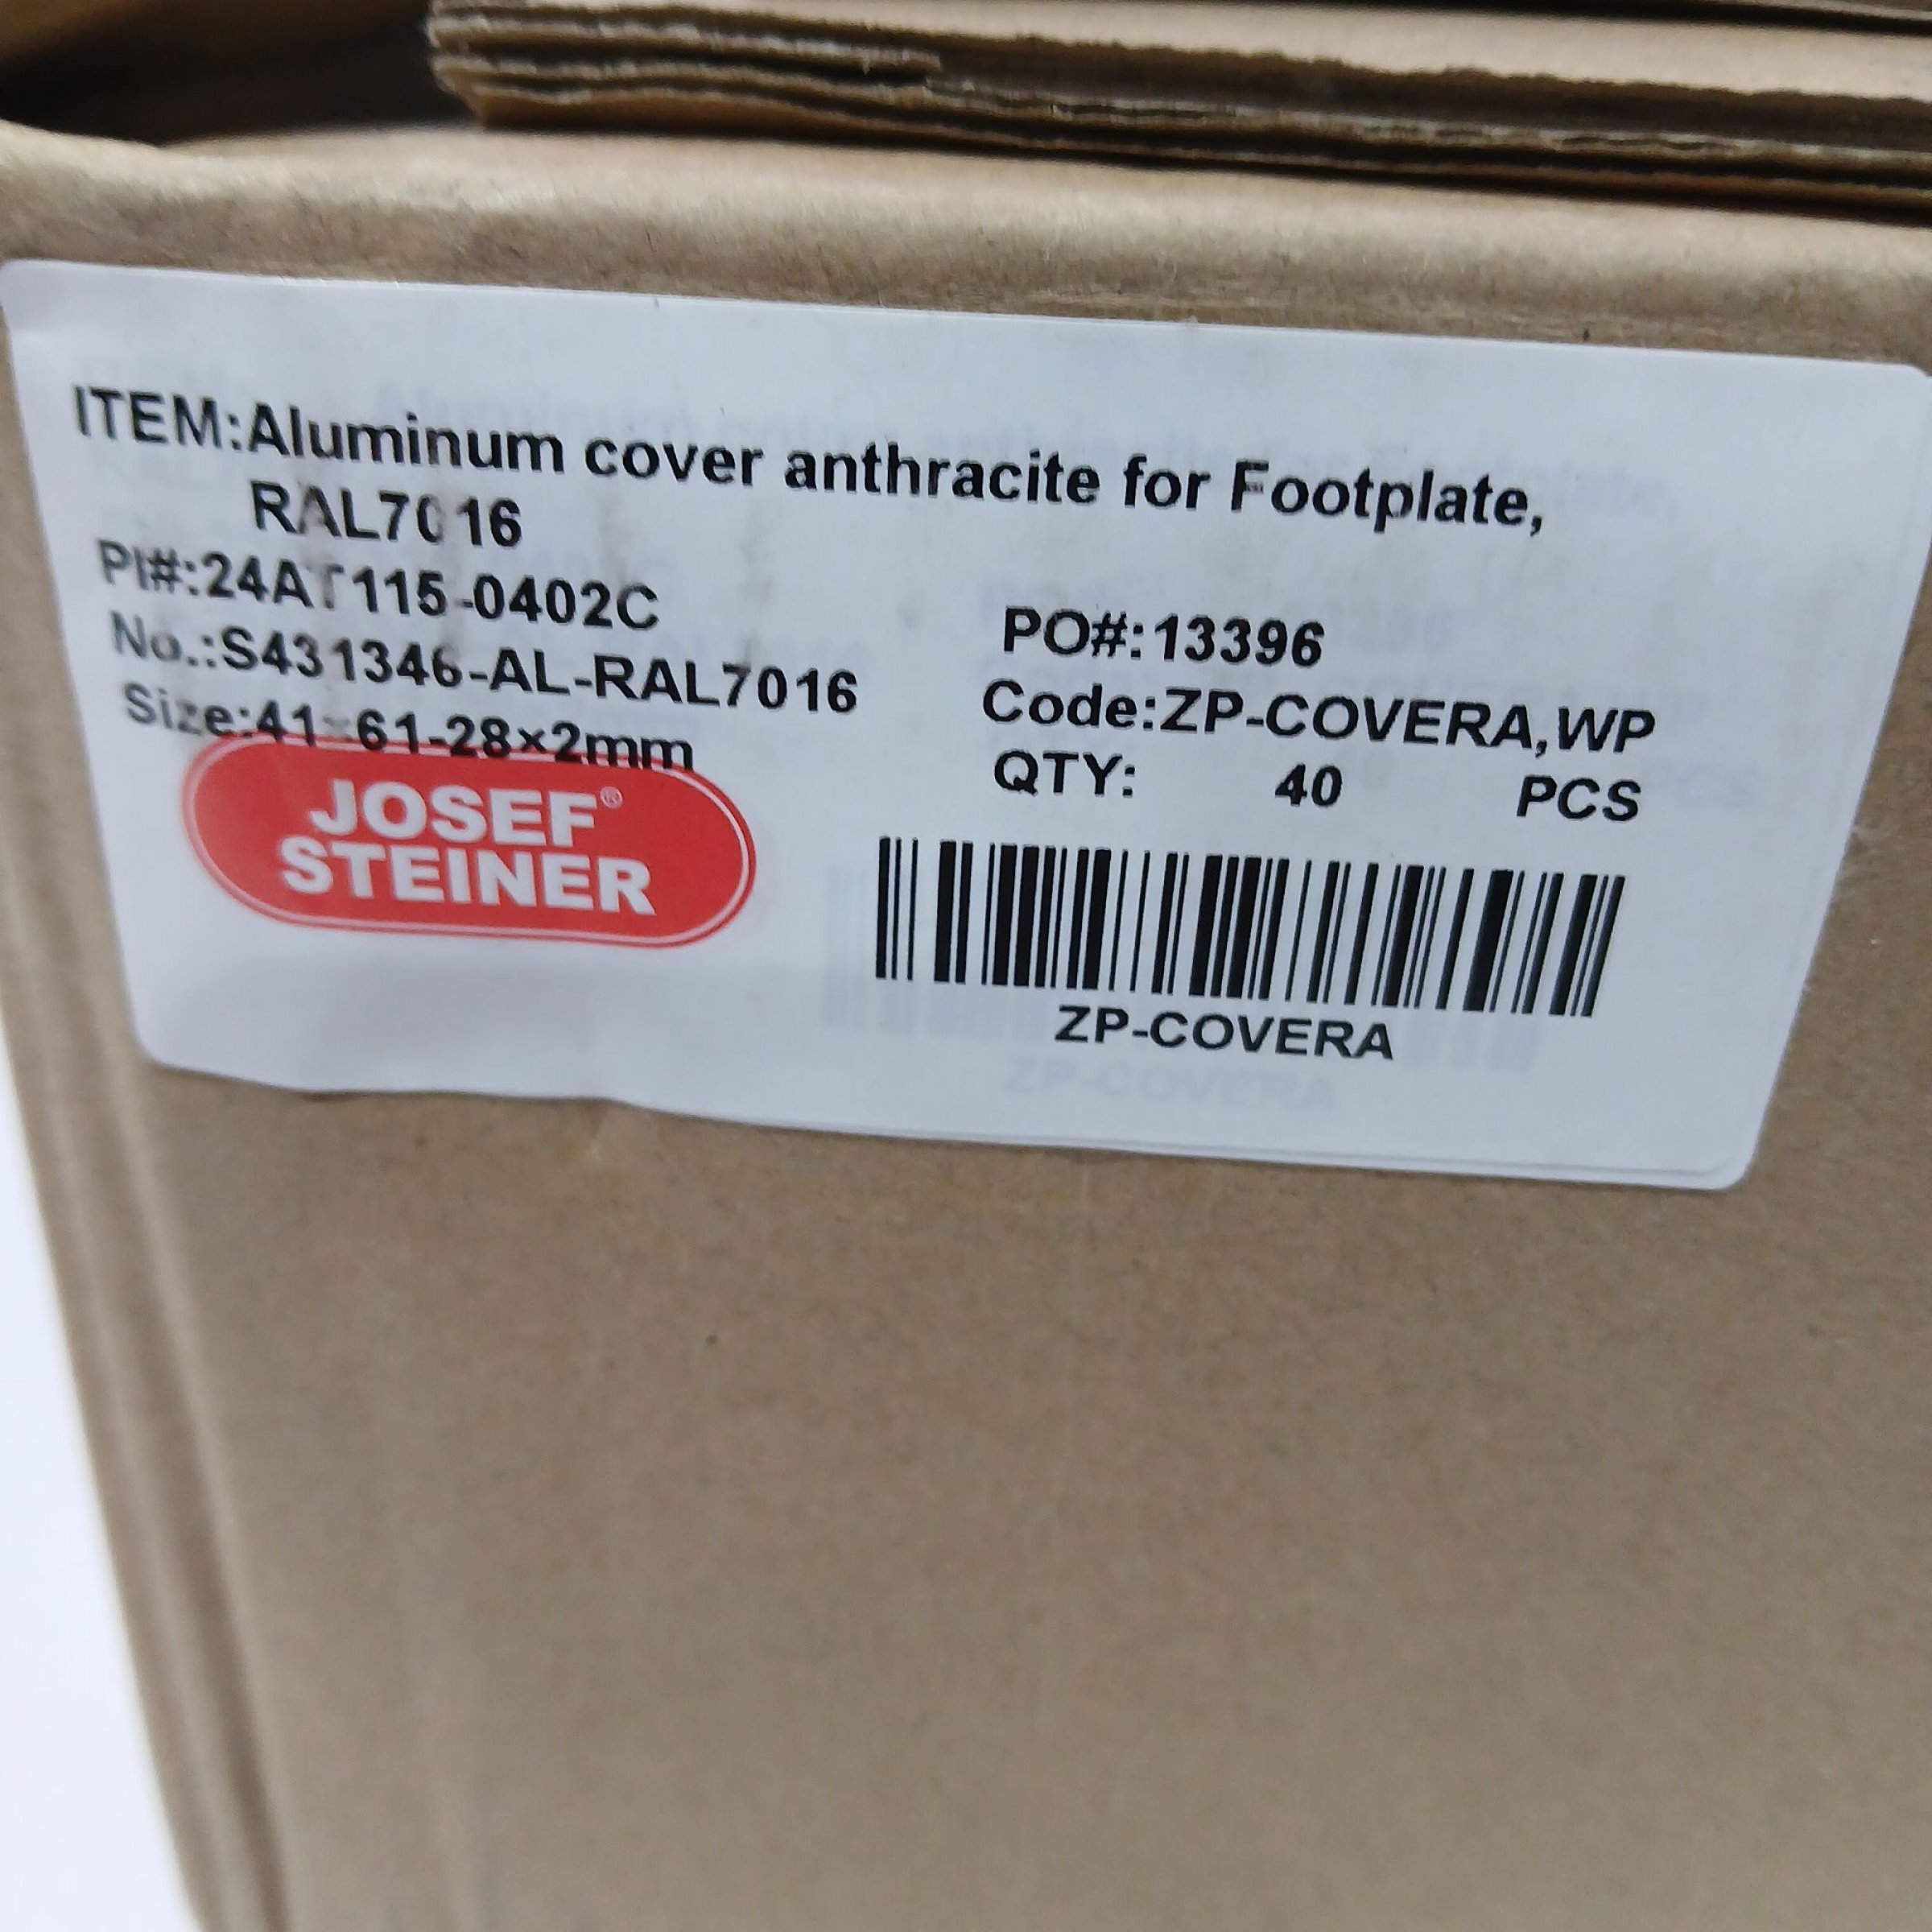 ITEM:Aluminum cover anthracite for Footplate,
RAL7016
PI#:24AT115-0402C
PO#:13396
No.:S431346-AL-RAL7016
Code:ZP-COVERA,WP
Size:41 61-28×2mm
QTY: 40 PCS
JOSEF®
STEINER
ZP-COVERA